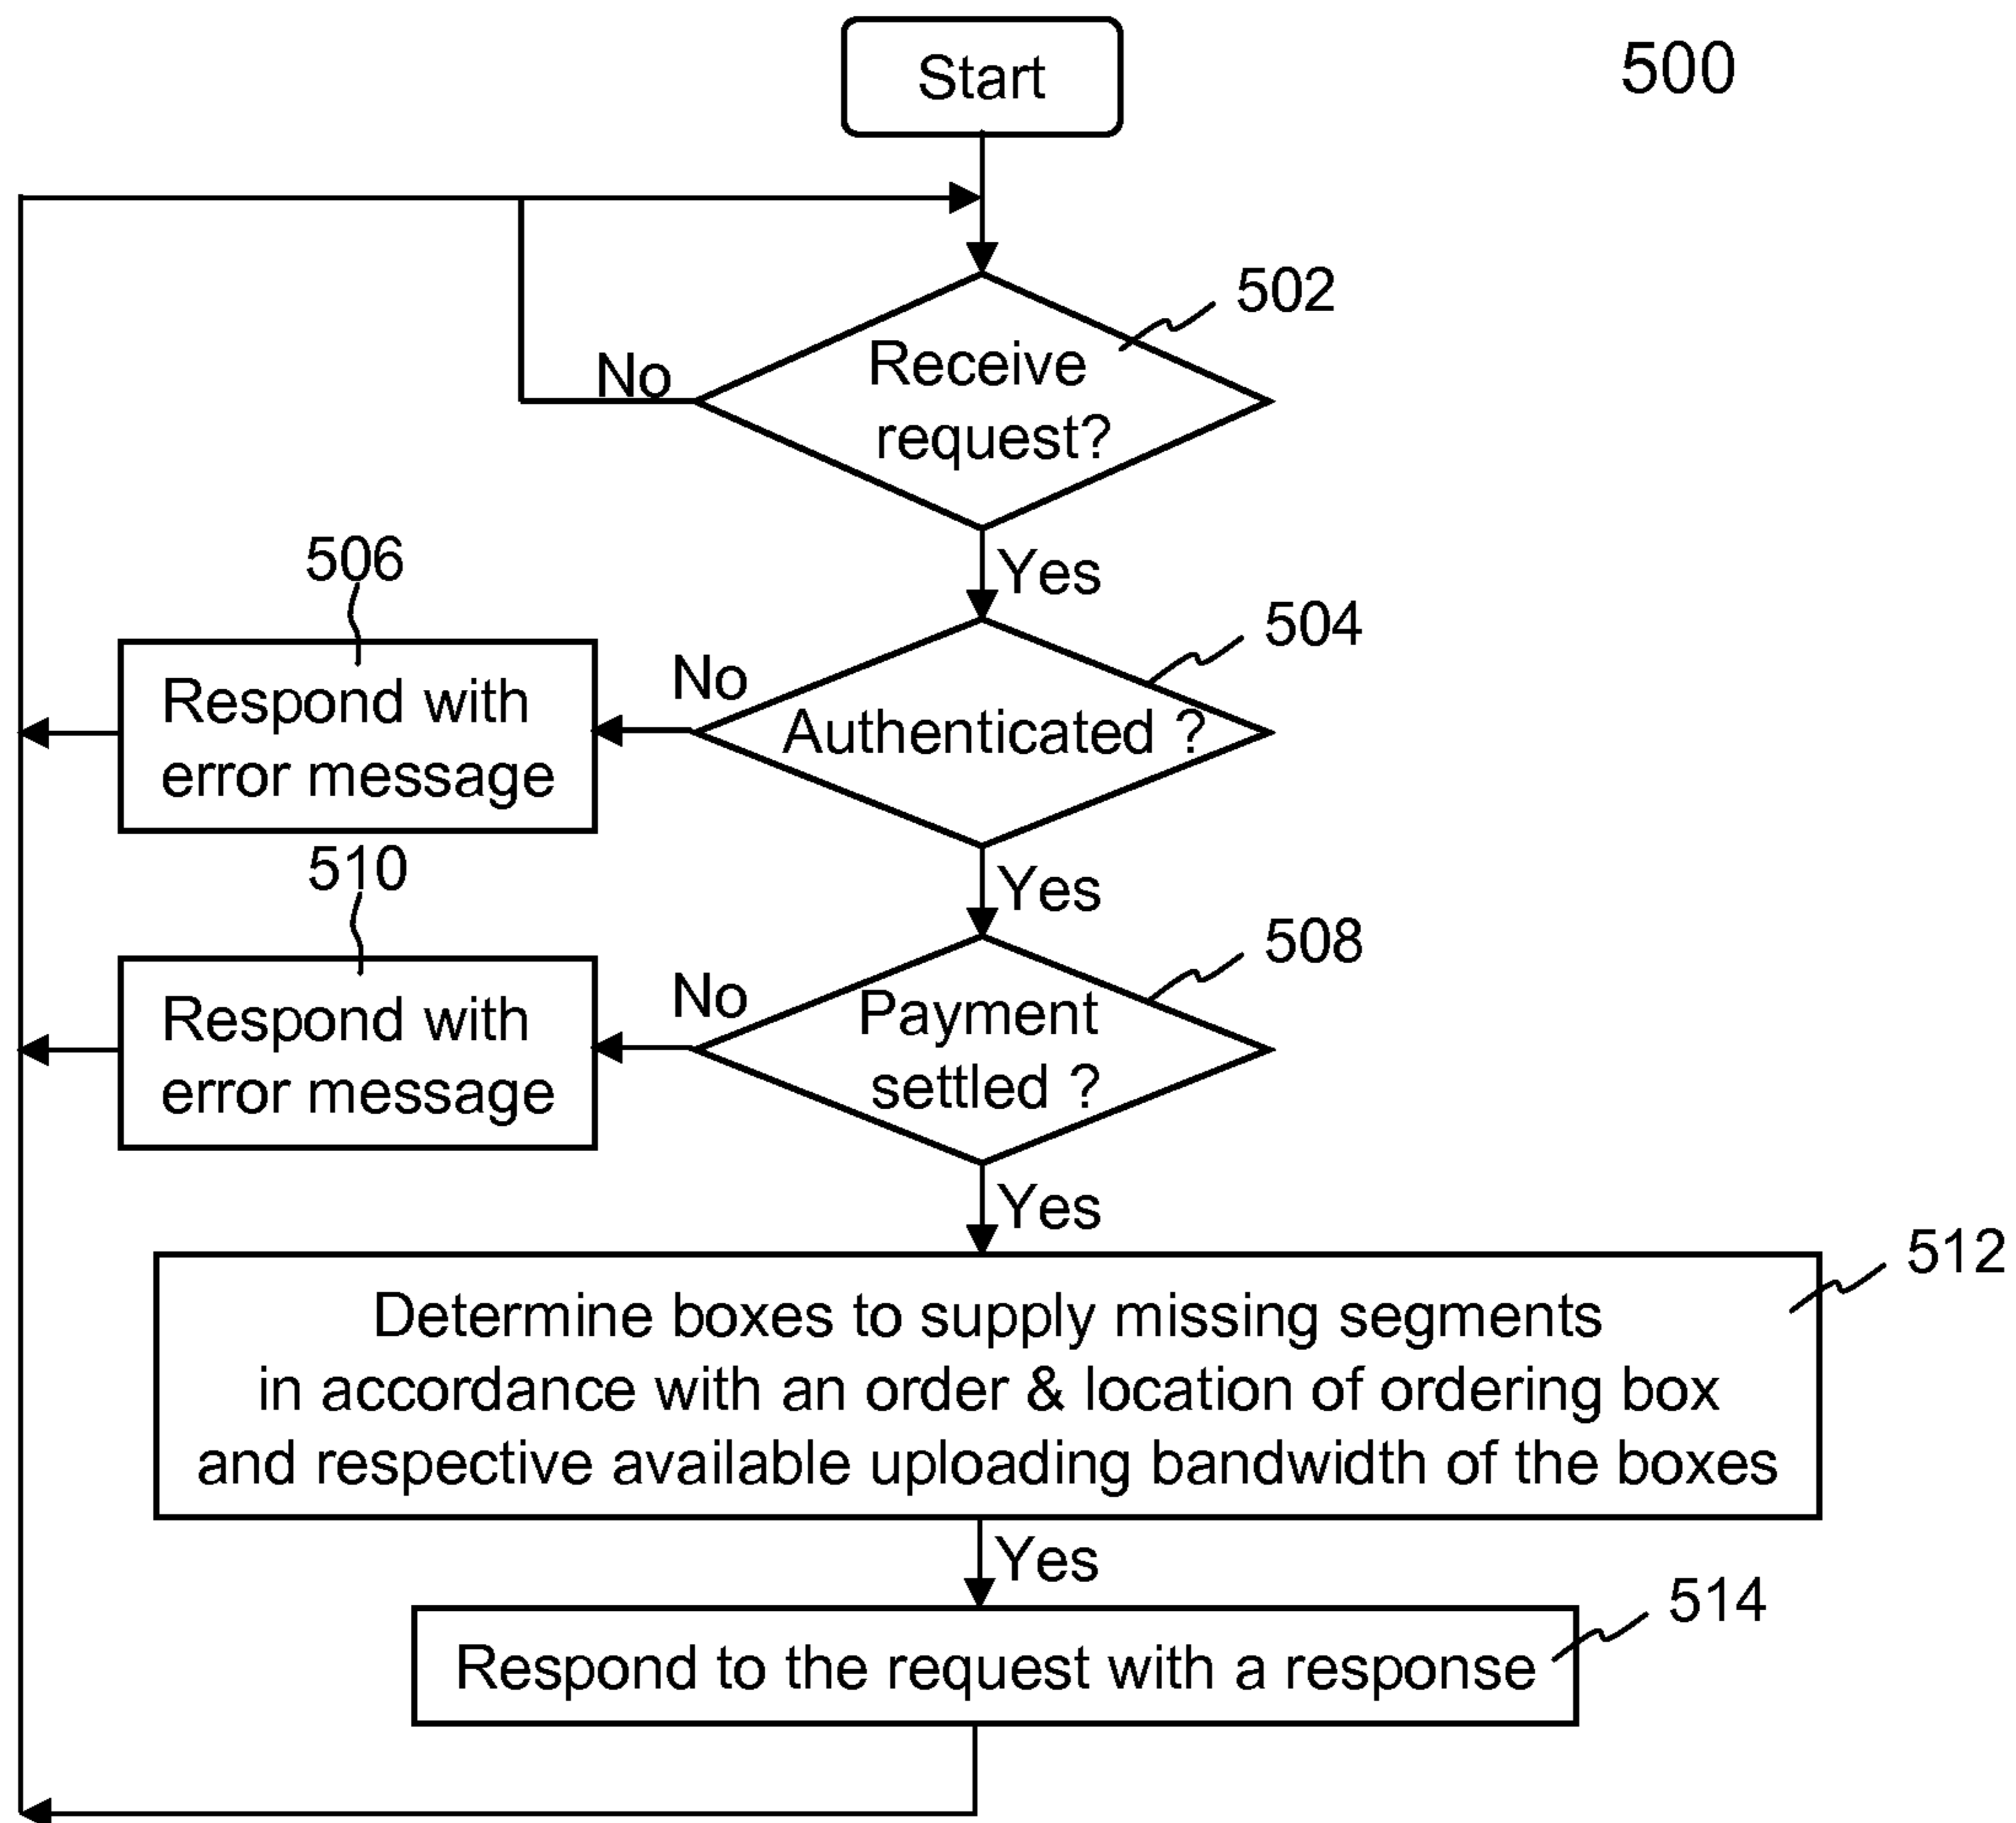 Start
500
502
Receive
request?
No
Yes
506
504
Respond with
error message
No
Authenticated ?
Yes
510
508
Respond with
error message
No
Payment
settled ?
Yes
512
Determine boxes to supply missing segments
in accordance with an order & location of ordering box
and respective available uploading bandwidth of the boxes
Yes
514
Respond to the request with a response